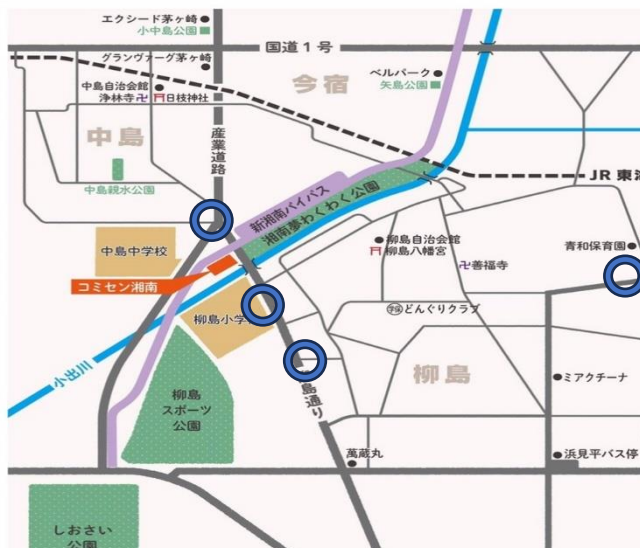 エクシード茅ヶ崎
小中島公園
国道1号
グランヴァーグ茅ヶ崎
今宿
ベルパーク
矢島公園
中島自治会館
浄林寺卍
日枝神社
中島
産業道路
JR 東海
中島親水公園
新湘南バイパス
湘南夢わくわく公園
中島中学校
柳島自治会館
柳島八幡宮
青和保育園
卍善福寺
コミセン湘南
学保どんぐりクラブ
柳島小学
小出川
柳島
ミアクチーナ
柳島
スポーツ
公園
島通り
萬蔵丸
浜見平バス停
しおさい
公園